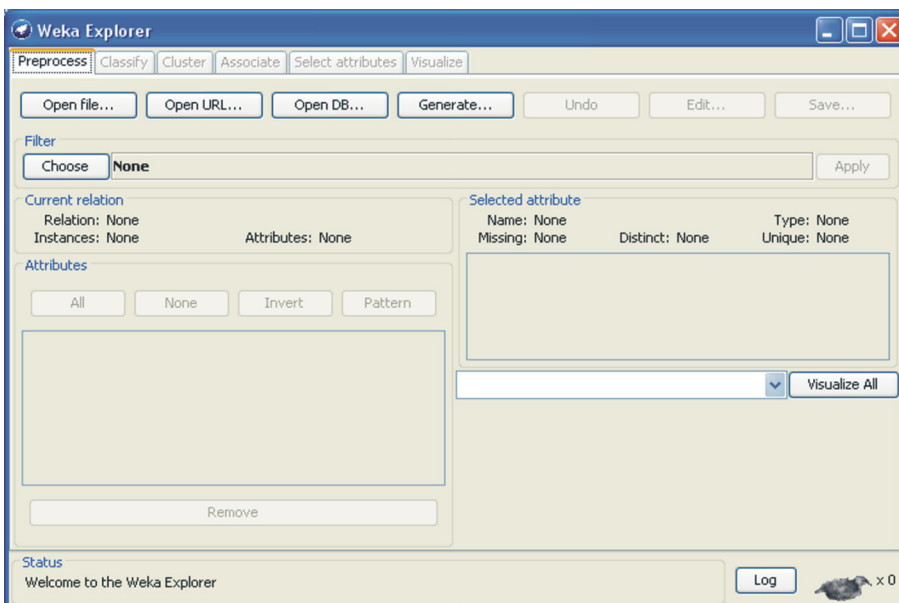 Weka Explorer
Preprocess Classify Cluster Associate Select attributes Visualize
Open file... Open URL... Open DB... Generate... Undo Edit... Save...
Filter
Choose None Apply
Current relation
Relation: None
Instances: None Attributes: None
Selected attribute
Name: None Type: None
Missing: None Distinct: None Unique: None
Attributes
All None Invert Pattern
Remove
Visualize All
Status
Welcome to the Weka Explorer
Log x 0